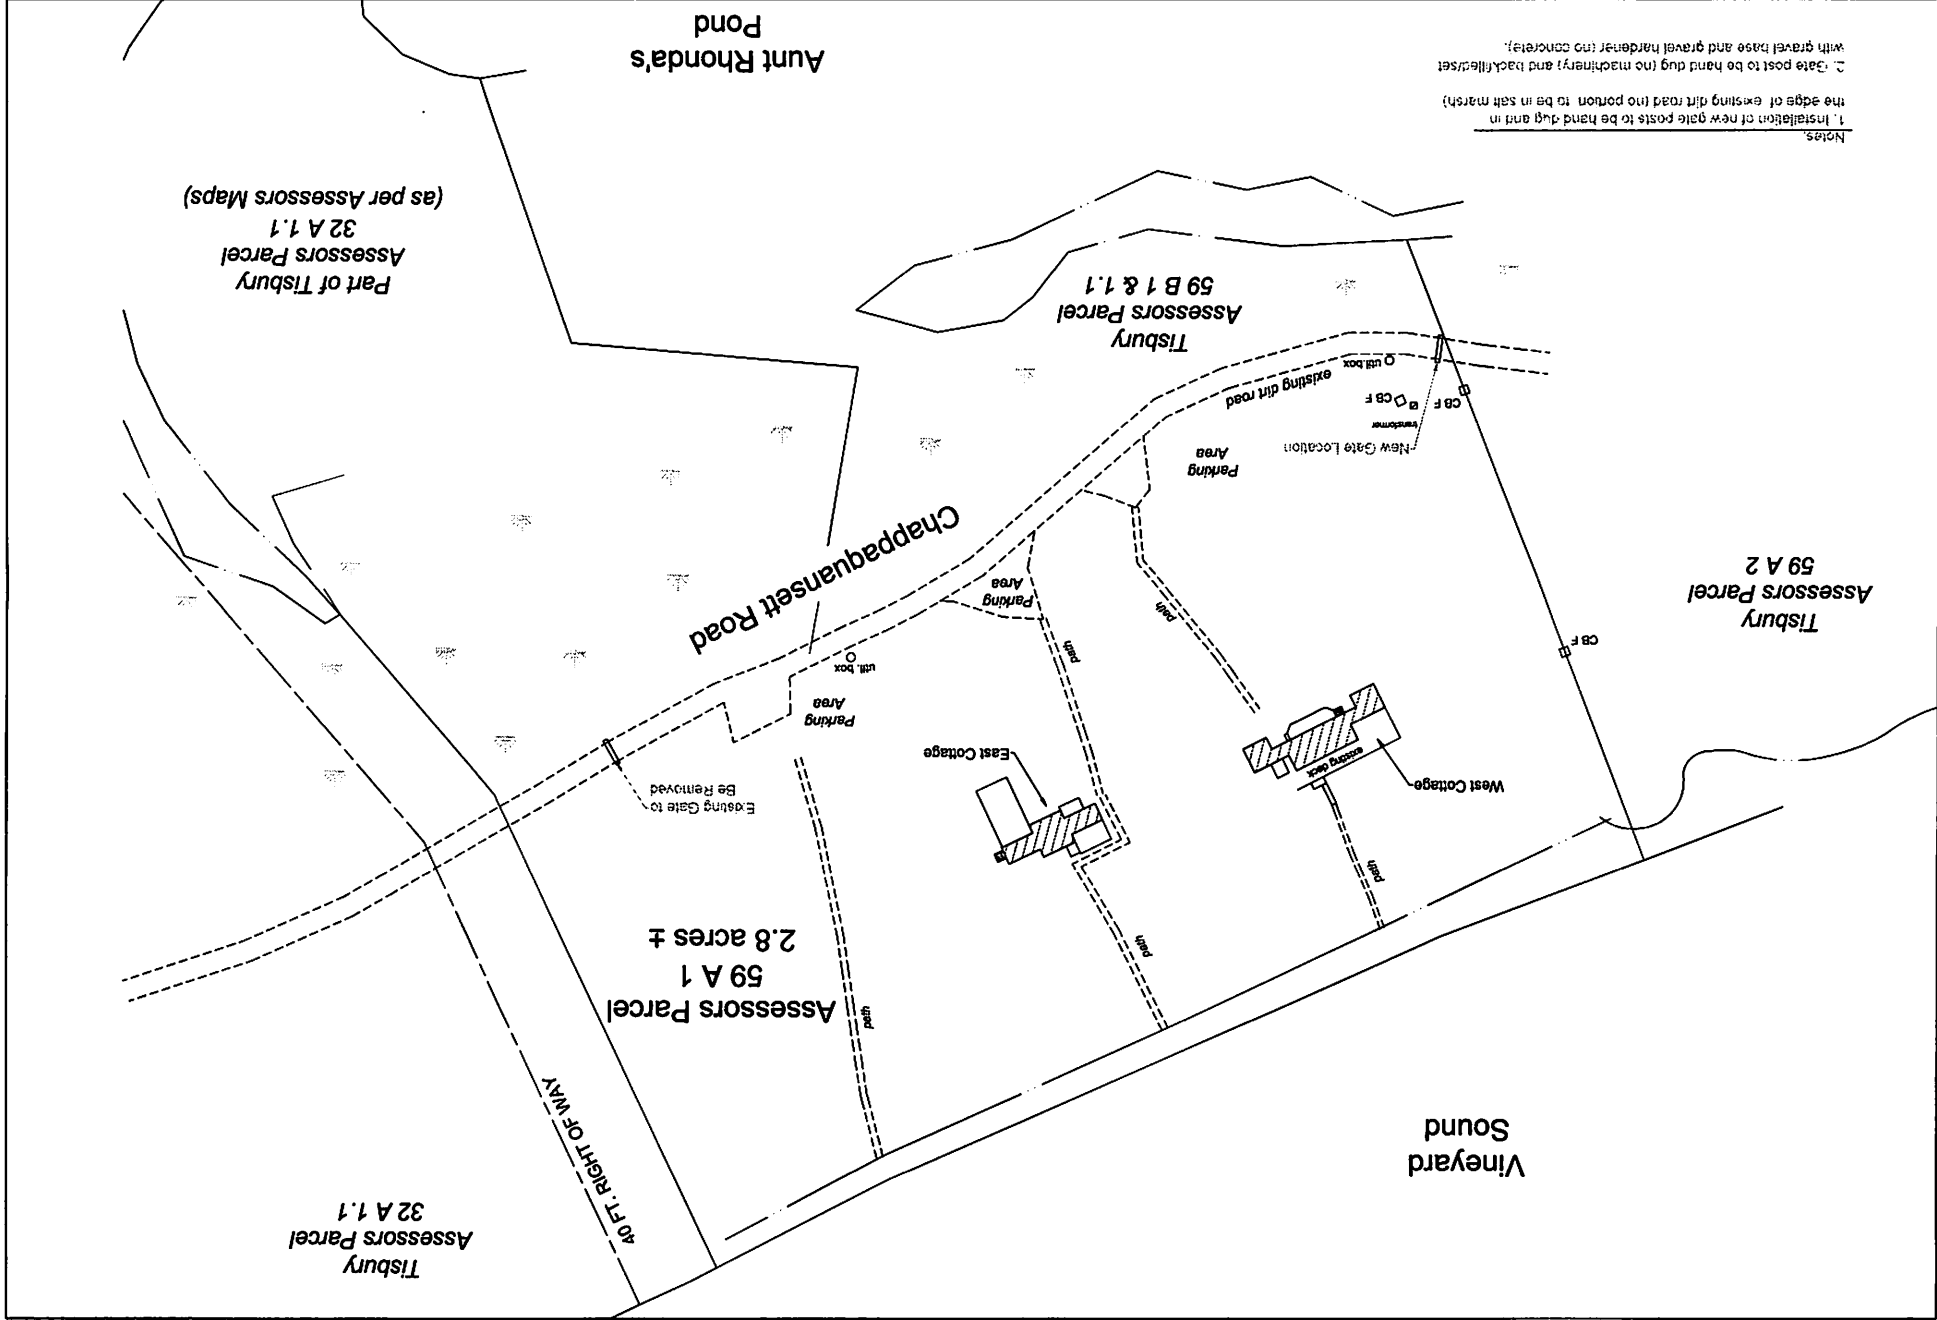 Vineyard
Sound
Tisbury
Assessors Parcel
32 A 1.1
40 FT. RIGHT OF WAY
Assessors Parcel
59 A 1
2.8 acres ±
path
path
path
West Cottage
existing deck
East Cottage
Existing Gate to
Be Removed
Parking
Area
util. box
path
path
Parking
Area
CB F
Tisbury
Assessors Parcel
59 A 2
Chappaquansett Road
Parking
Area
New Gate Location
transformer
CB F
CB F
util.box
existing dirt road
Tisbury
Assessors Parcel
59 B 1 & 1.1
Part of Tisbury
Assessors Parcel
32 A 1.1
(as per Assessors Maps)
Notes:
1. Installation of new gate posts to be hand dug and in
the edge of existing dirt road (no portion to be in salt marsh)
2. Gate post to be hand dug (no machinery) and backfilled/set
with gravel base and gravel hardener (no concrete).
Aunt Rhonda's
Pond